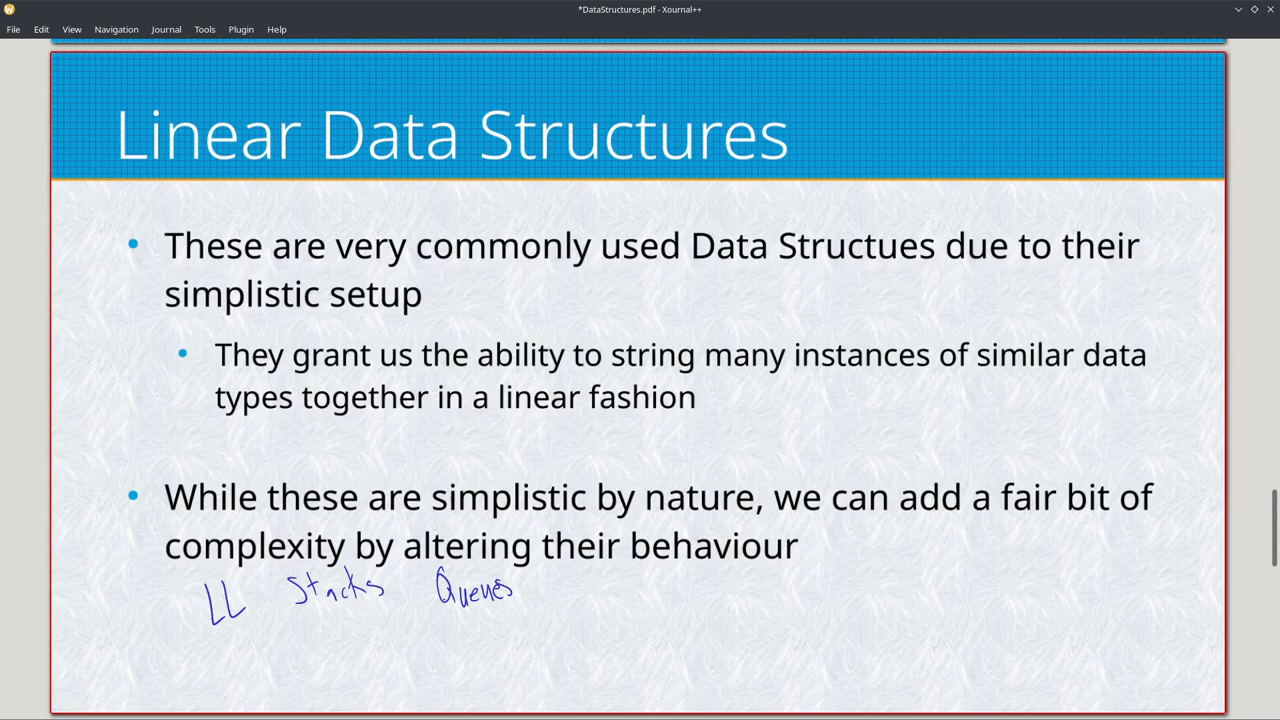 *DataStructures.pdf - Xournal++
File Edit View Navigation Journal Tools Plugin Help
Linear Data Structures
• These are very commonly used Data Structues due to their
simplistic setup
• They grant us the ability to string many instances of similar data
types together in a linear fashion
• While these are simplistic by nature, we can add a fair bit of
complexity by altering their behaviour
LL Stacks Queues